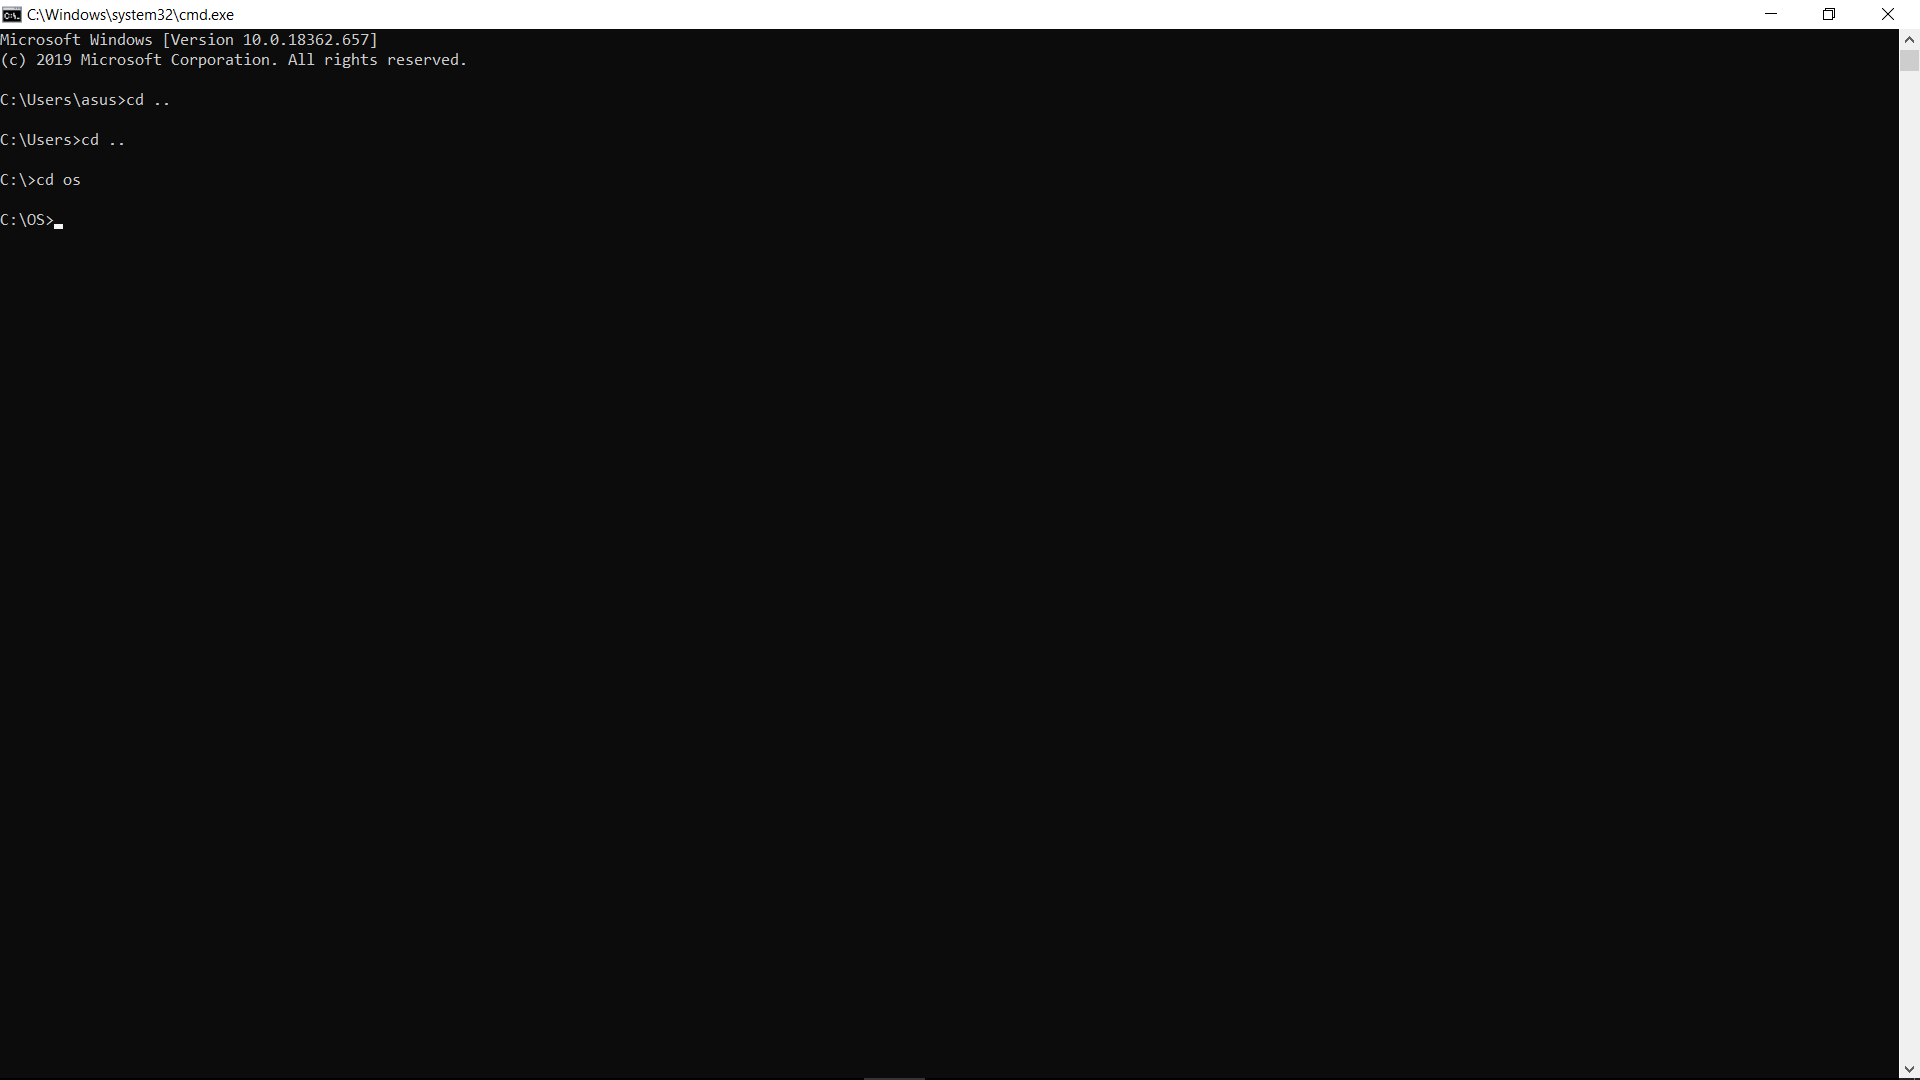 C:\Windows\system32\cmd.exe
Microsoft Windows [Version 10.0.18362.657]
(c) 2019 Microsoft Corporation. All rights reserved.
C:\Users\asus>cd ..
C:\Users>cd ..
C:\>cd os
C:\OS>